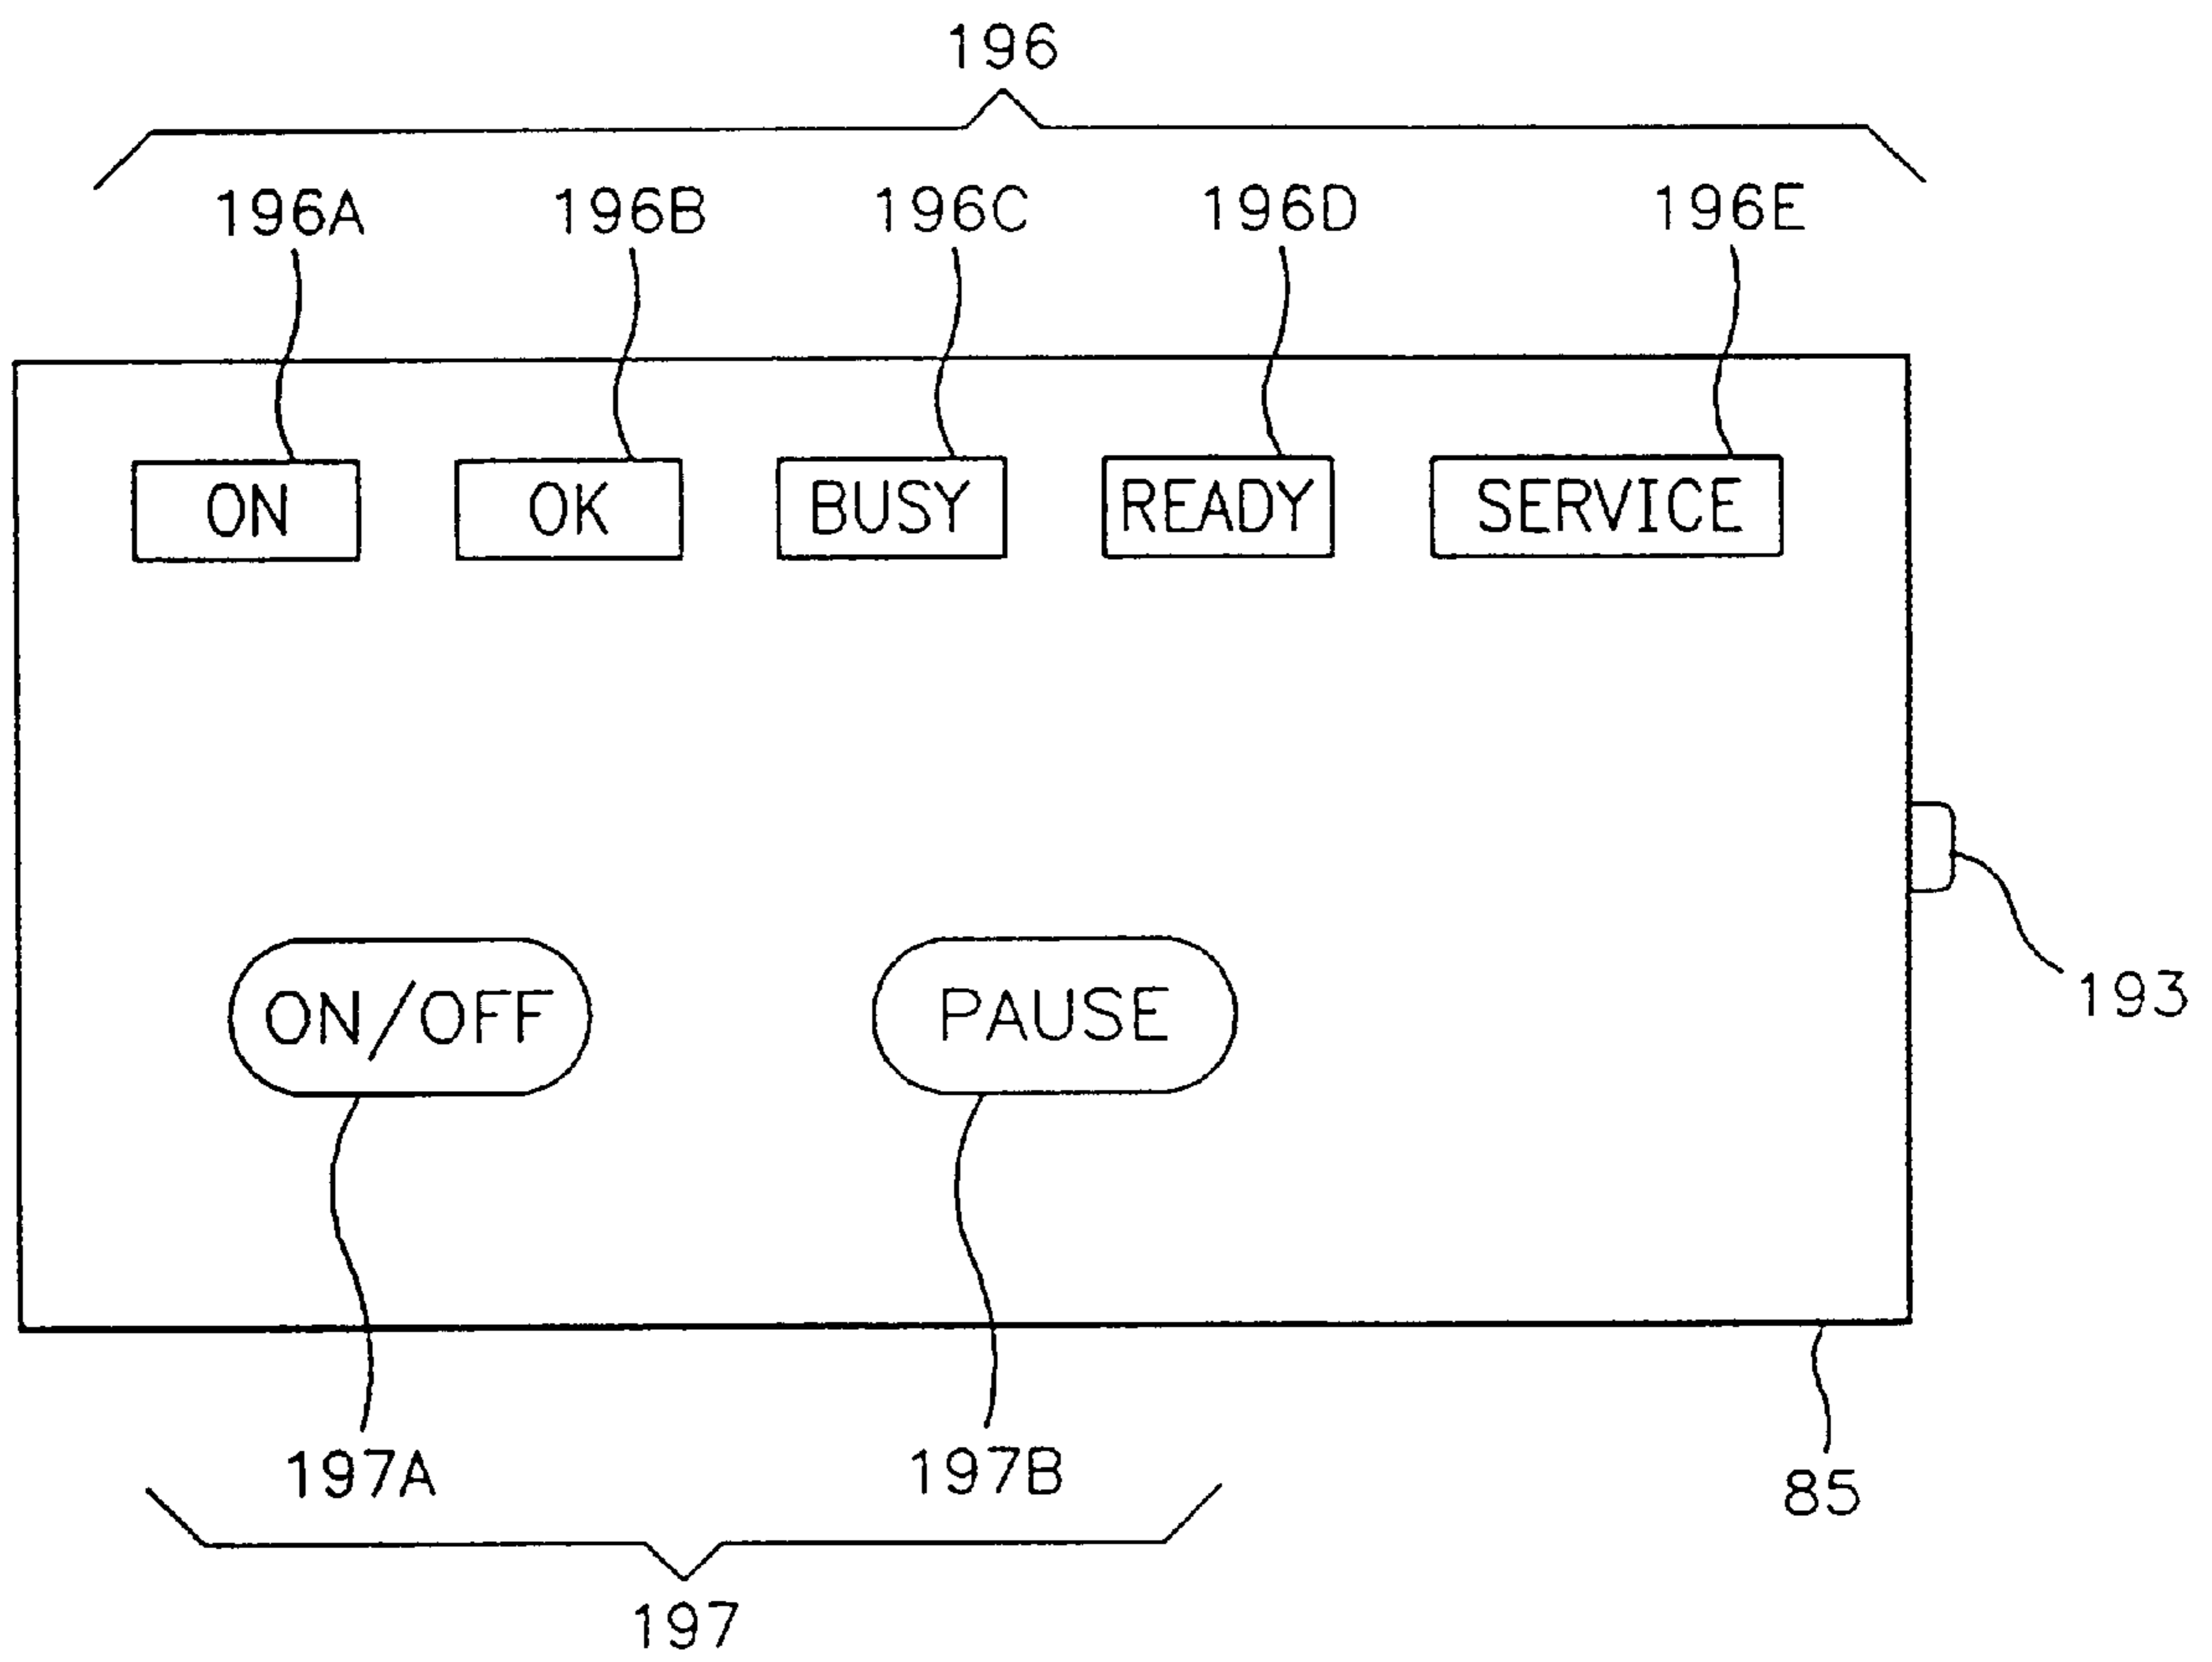 196
196A 196B 196C 196D 196E
ON OK BUSY READY SERVICE
ON/OFF PAUSE
193
197A 197B 85
197